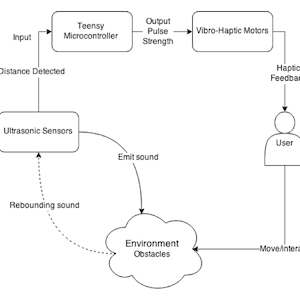 Input
Teensy
Microcontroller
Output
Pulse
Strength
Vibro-Haptic Motors
Distance Detected
Haptic
Feedback
Ultrasonic Sensors
User
Emit sound
Rebounding sound
Environment
Obstacles
Move/intera